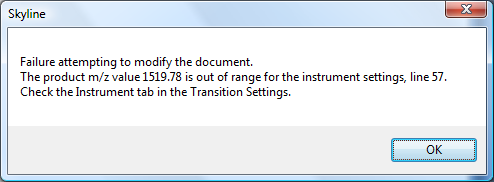 Skyline
Failure attempting to modify the document.
The product m/z value 1519.78 is out of range for the instrument settings, line 57.
Check the Instrument tab in the Transition Settings.
OK